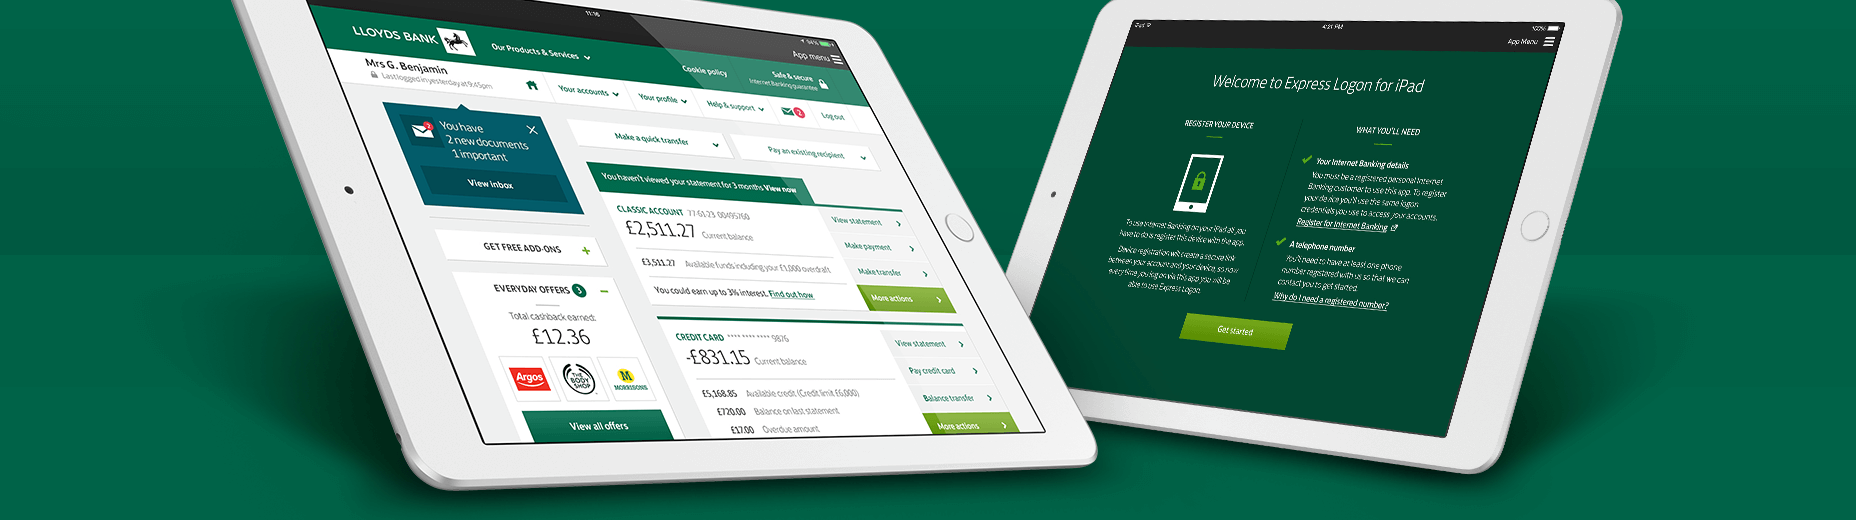 11:16
94%
App menu
LLOYDS BANK
Our Products & Services
Cookie policy
Safe & secure
Internet Banking guarantee
Mrs G. Benjamin
Last logged in yesterday at 9:45pm
Your accounts
Your profile
Help & support
2
Log out
2
You have
2 new documents
1 important
View inbox
Make a quick transfer
Pay an existing recipient
You haven't viewed your statement for 3 months View now
CLASSIC ACCOUNT 77-61-23 00495760
£2,511.27 Current balance
£3,511.27 Available funds including your £1,000 overdraft
You could earn up to 3% interest. Find out how
View statement
Make payment
Make transfer
More actions
GET FREE ADD-ONS
EVERYDAY OFFERS 3
Total cashback earned:
£12.36
Argos
THE BODY SHOP
M
MORRISONS
View all offers
CREDIT CARD **** **** **** 9876
-£831.15 Current balance
£5,168.85 Available credit (Credit limit £6,000)
£720.00 Balance on last statement
£17.00 Overdue amount
View statement
Pay credit card
Balance transfer
More actions
iPad
4:21 PM
100%
App Menu
Welcome to Express Logon for iPad
REGISTER YOUR DEVICE
To use Internet Banking on your iPad all you
have to do is register this device with the app.
Device registration will create a secure link
between your account and your device, so now
every time you log on via this app you will be
able to use Express Logon.
WHAT YOU'LL NEED
Your Internet Banking details
You must be a registered personal Internet
Banking customer to use this app. To register
your device you'll use the same logon
credentials you use to access your accounts.
Register for Internet Banking
A telephone number
You'll need to have at least one phone
number registered with us so that we can
contact you to get started.
Why do I need a registered number?
Get started